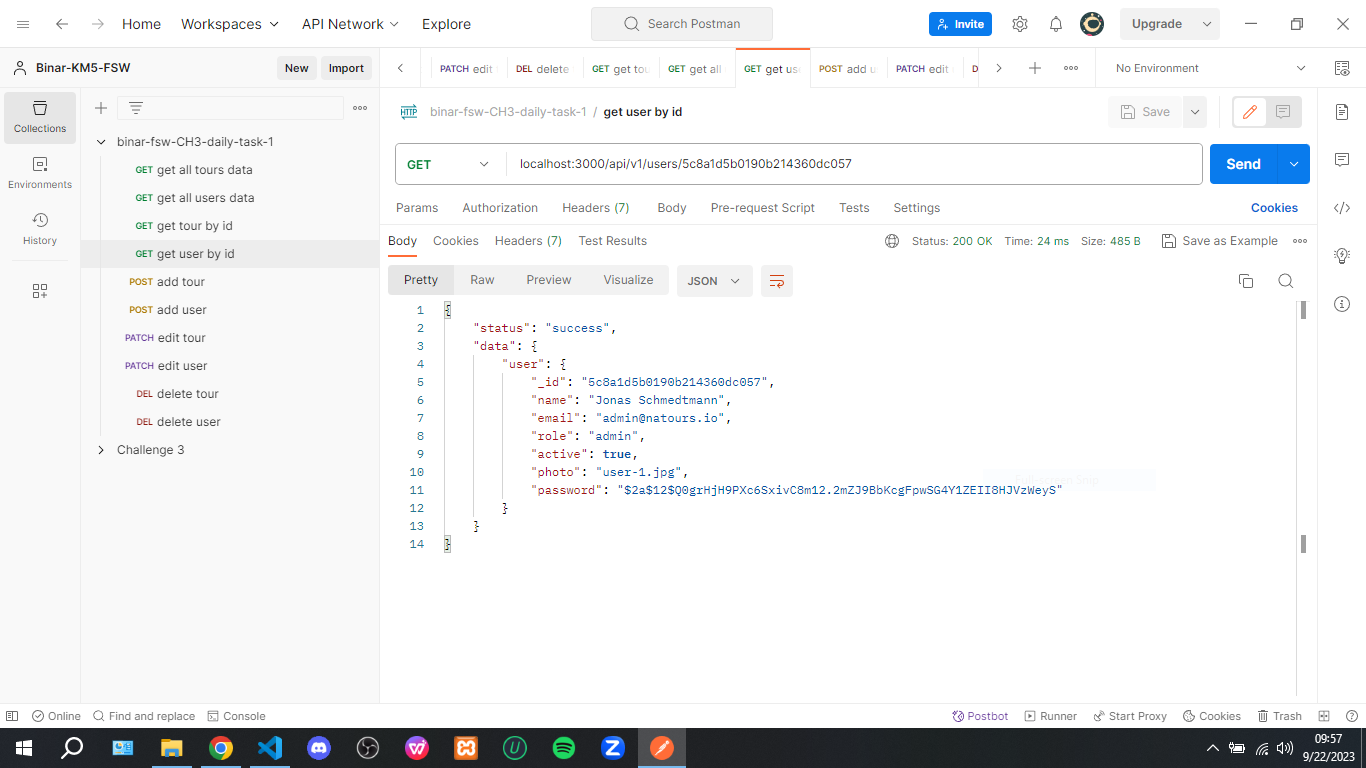 Home Workspaces API Network Explore Search Postman Invite Upgrade
Binar-KM5-FSW New Import PATCH edit DEL delete GET get tou GET get all GET get use POST add u PATCH edit D No Environment
Collections
Environments
History
binar-fsw-CH3-daily-task-1
GET get all tours data
GET get all users data
GET get tour by id
GET get user by id
POST add tour
POST add user
PATCH edit tour
PATCH edit user
DEL delete tour
DEL delete user
Challenge 3
HTTP binar-fsw-CH3-daily-task-1 / get user by id Save
GET localhost:3000/api/v1/users/5c8a1d5b0190b214360dc057 Send
Params Authorization Headers (7) Body Pre-request Script Tests Settings Cookies
Body Cookies Headers (7) Test Results Status: 200 OK Time: 24 ms Size: 485 B Save as Example
Pretty Raw Preview Visualize JSON
1 {
2 "status": "success",
3 "data": {
4 "user": {
5 "_id": "5c8a1d5b0190b214360dc057",
6 "name": "Jonas Schmedtmann",
7 "email": "admin@natours.io",
8 "role": "admin",
9 "active": true,
10 "photo": "user-1.jpg",
11 "password": "$2a$12$Q0grHjH9PXc6SxivC8m12.2mZJ9BbKcgFpwSG4Y1ZEII8HJVzWeyS"
12 }
13 }
14 }
Online Find and replace Console Postbot Runner Start Proxy Cookies Trash
09:57
9/22/2023